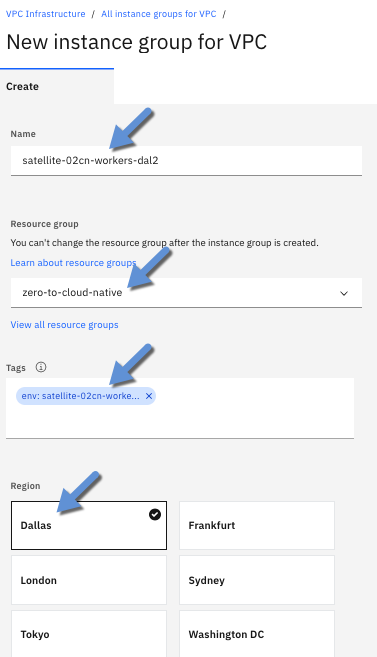 VPC Infrastructure / All instance groups for VPC /
New instance group for VPC
Create
Name
satellite-02cn-workers-dal2
Resource group
You can't change the resource group after the instance group is created.
Learn about resource groups
zero-to-cloud-native
View all resource groups
Tags
env: satellite-02cn-worke... ×
Region
Dallas Frankfurt
London Sydney
Tokyo Washington DC